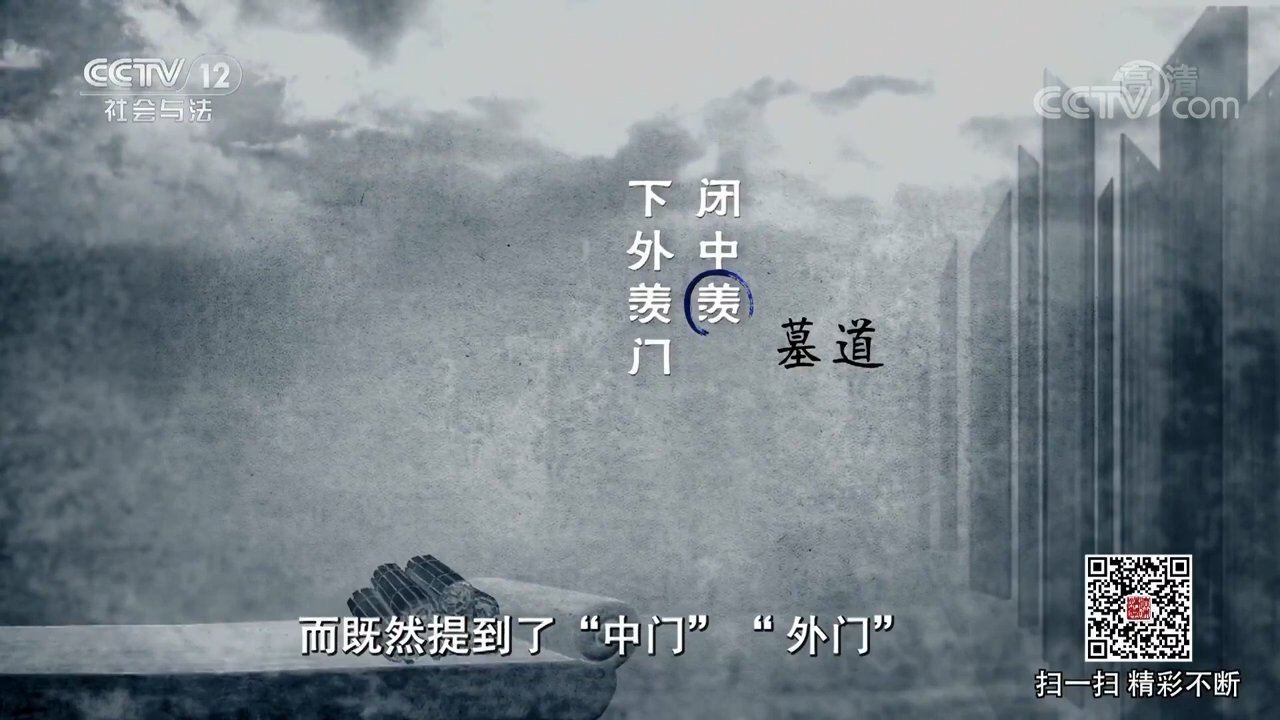 CCTV 12
社会与法
高清
CCTV.com
闭中羡
下外羡门
墓道
而既然提到了“中门”“外门”
扫一扫 精彩不断